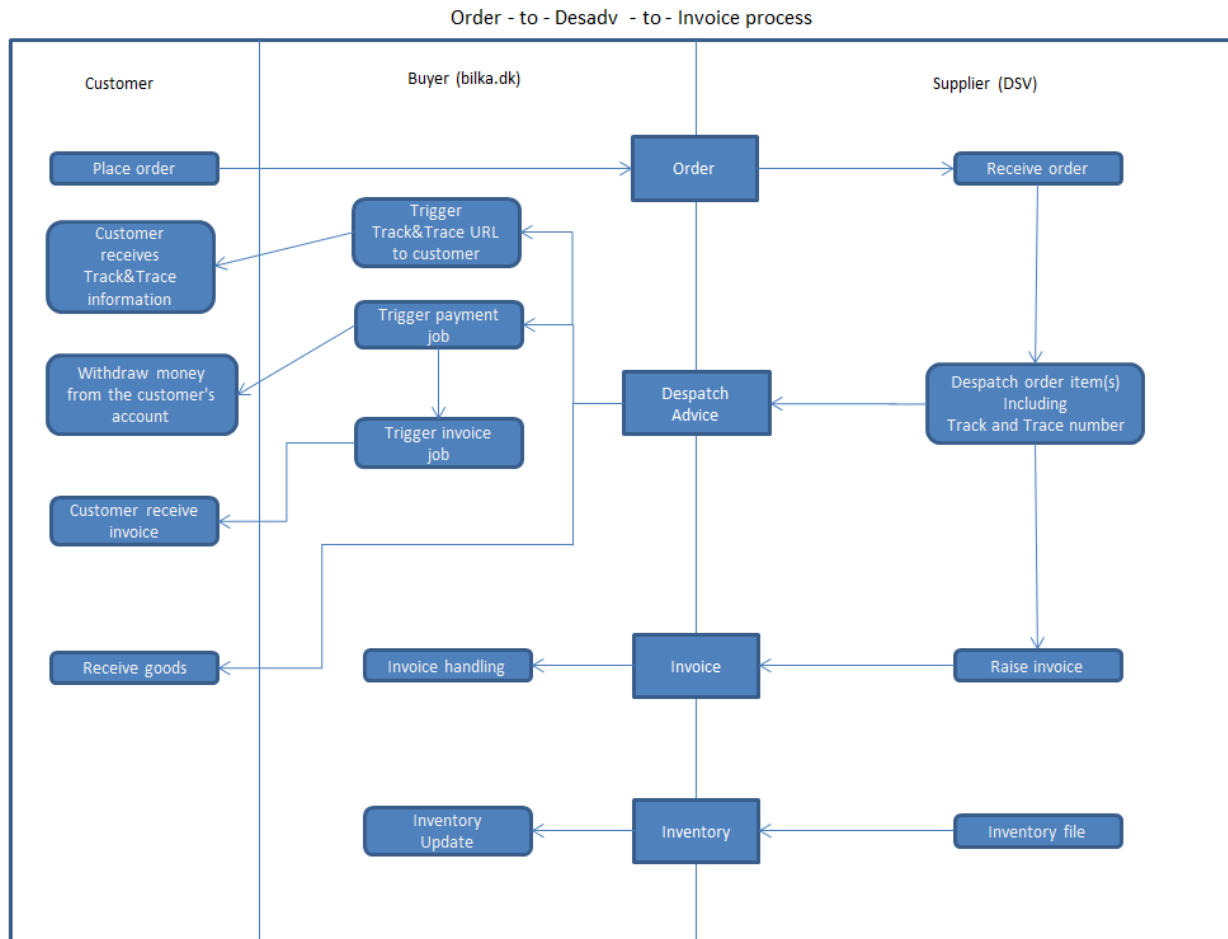 Order - to - Desadv - to - Invoice process
Customer
Buyer (bilka.dk)
Supplier (DSV)
Place order
Order
Receive order
Trigger
Track&Trace URL
to customer
Customer
receives
Track&Trace
information
Trigger payment
job
Withdraw money
from the customer's
account
Despatch
Advice
Despatch order item(s)
Including
Track and Trace number
Trigger invoice
job
Customer receive
invoice
Receive goods
Invoice handling
Invoice
Raise invoice
Inventory
Update
Inventory
Inventory file